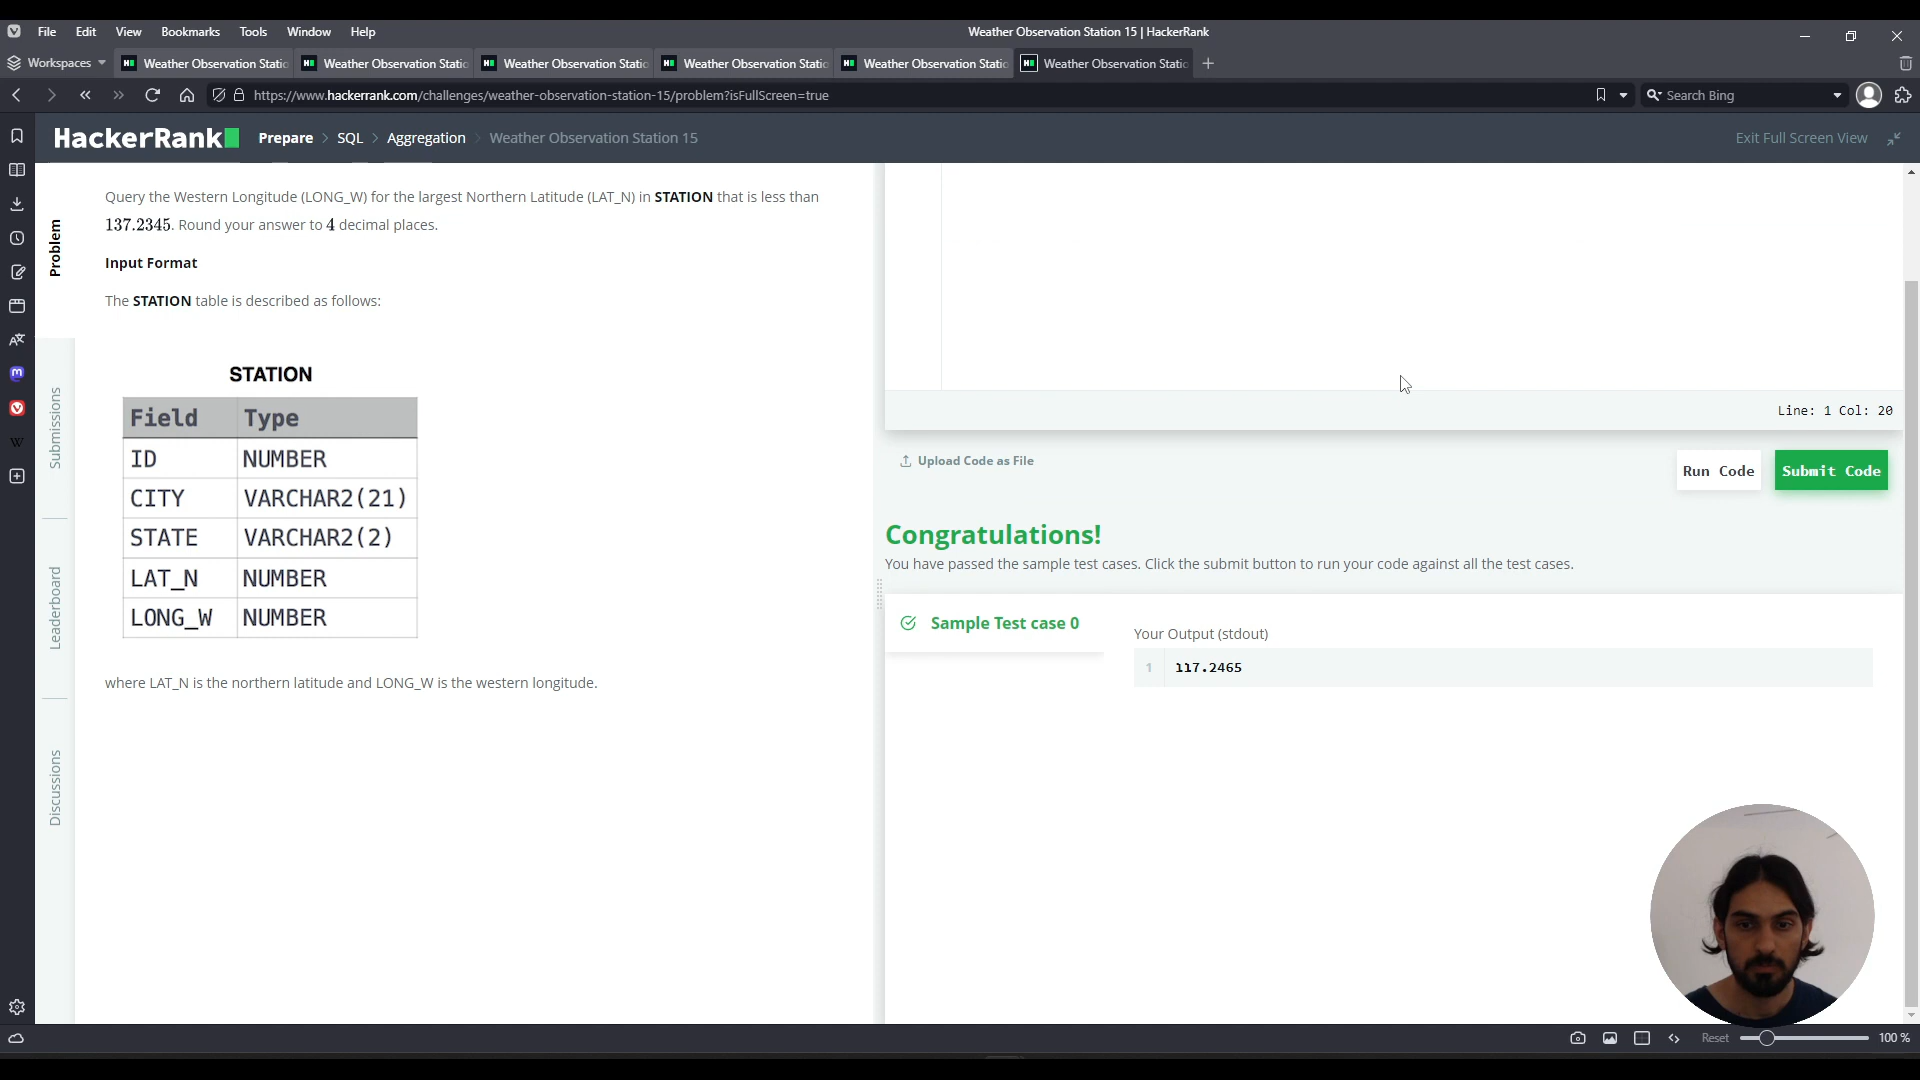 File Edit View Bookmarks Tools Window Help
Weather Observation Station 15 | HackerRank
Workspaces
Weather Observation Static
Weather Observation Static
Weather Observation Static
Weather Observation Static
Weather Observation Static
Weather Observation Static
https://www.hackerrank.com/challenges/weather-observation-station-15/problem?isFullScreen=true
Search Bing
HackerRank
Prepare > SQL > Aggregation > Weather Observation Station 15
Exit Full Screen View
Problem
Submissions
Leaderboard
Discussions
Query the Western Longitude (LONG_W) for the largest Northern Latitude (LAT_N) in STATION that is less than
137.2345. Round your answer to 4 decimal places.
Input Format
The STATION table is described as follows:
STATION
Field Type
ID NUMBER
CITY VARCHAR2(21)
STATE VARCHAR2(2)
LAT_N NUMBER
LONG_W NUMBER
where LAT_N is the northern latitude and LONG_W is the western longitude.
Line: 1 Col: 20
Upload Code as File
Run Code
Submit Code
Congratulations!
You have passed the sample test cases. Click the submit button to run your code against all the test cases.
Sample Test case 0
Your Output (stdout)
1 117.2465
Reset
100 %